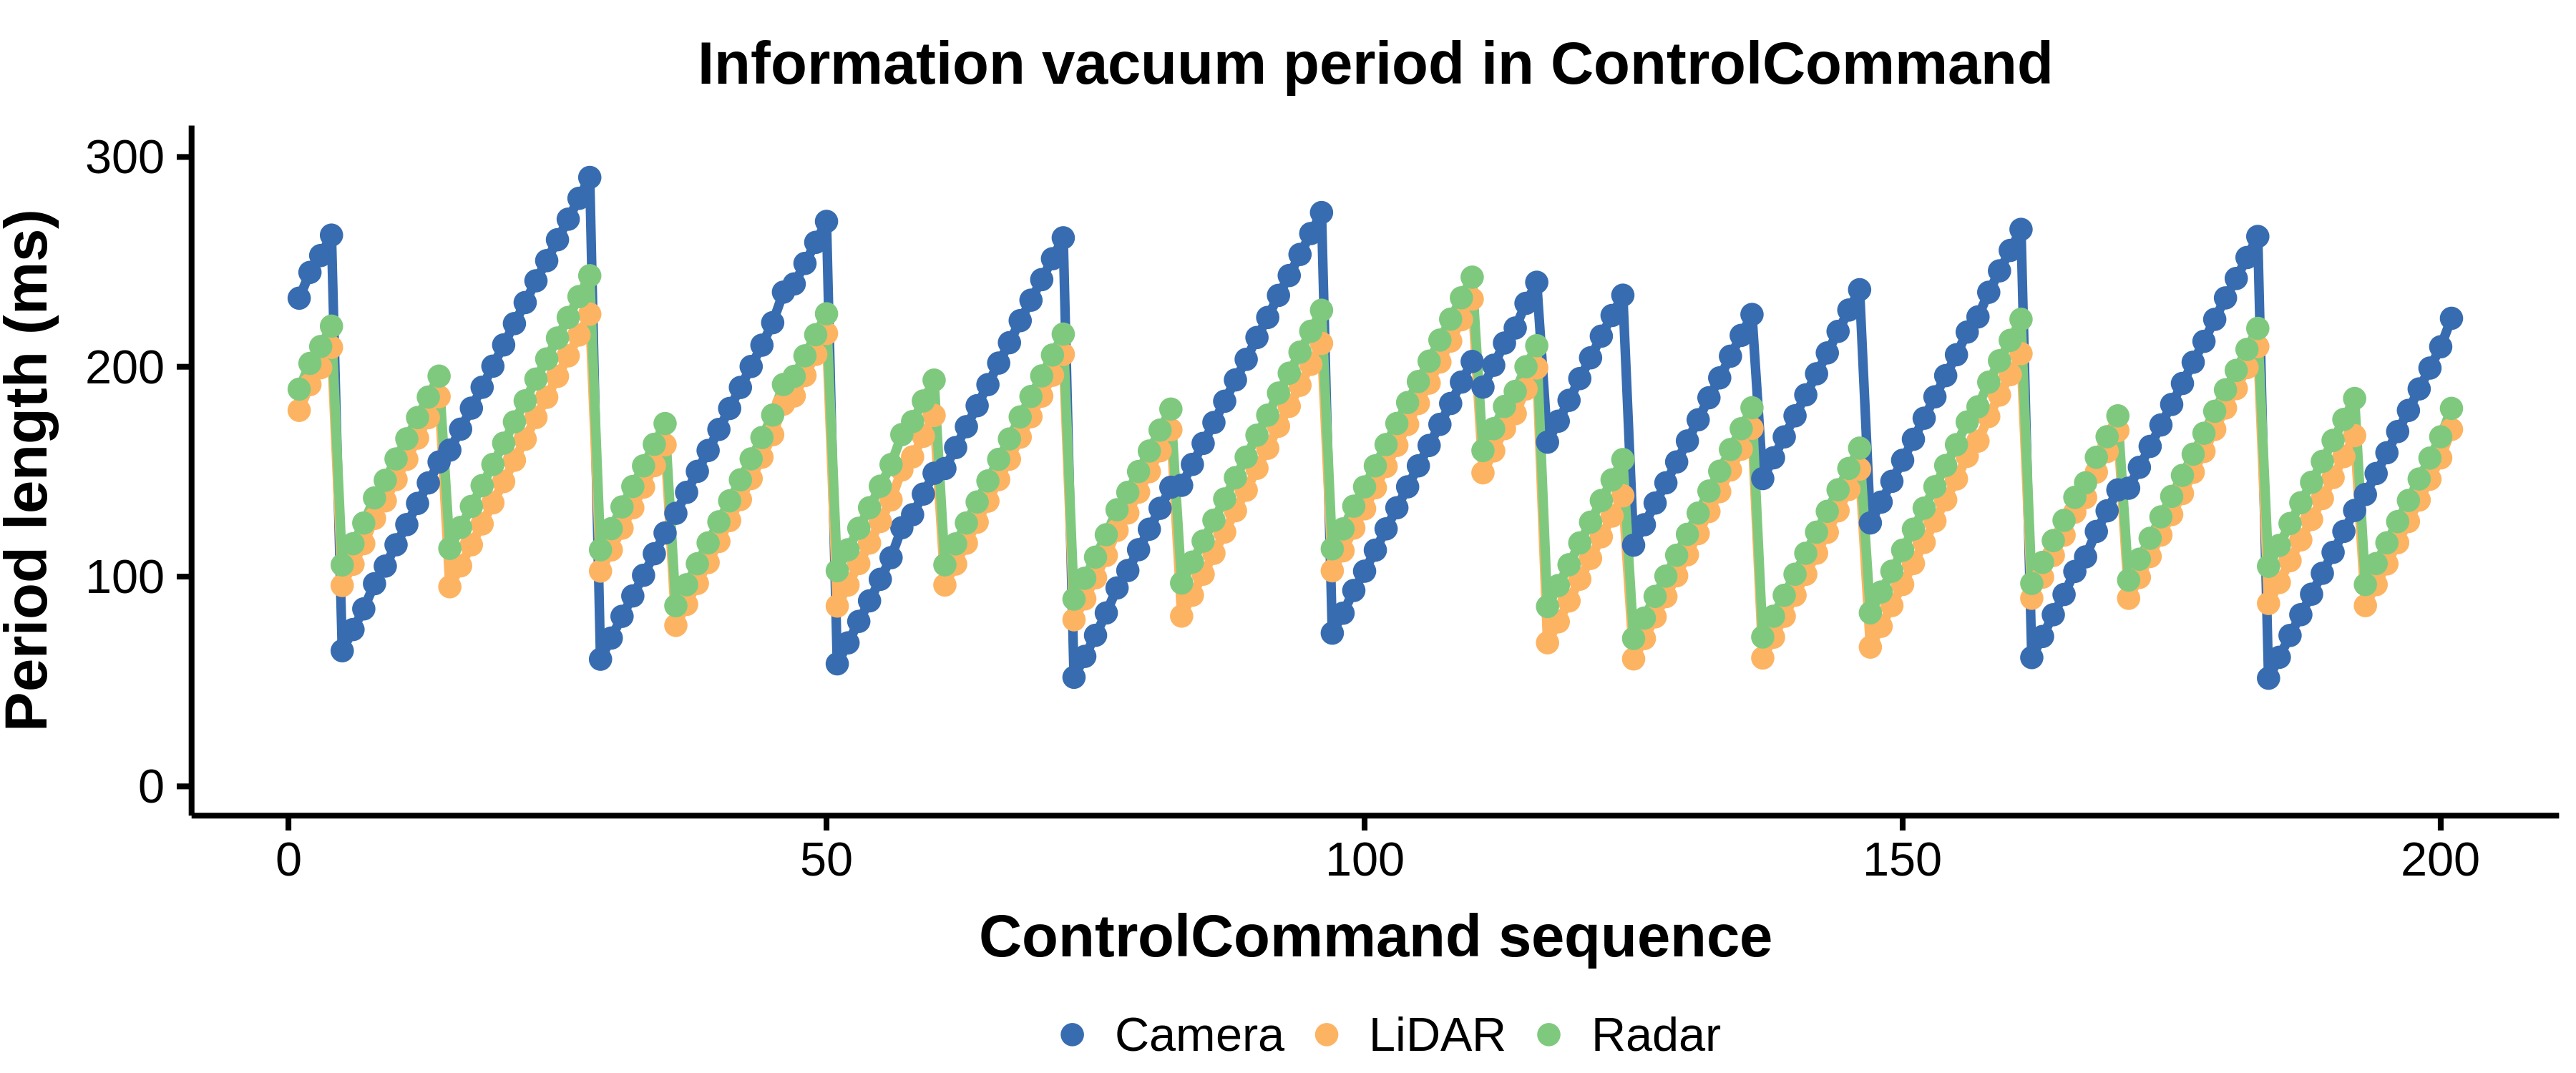 Information vacuum period in ControlCommand
Period length (ms)
300
200
100
0
0 50 100 150 200
ControlCommand sequence
Camera LiDAR Radar